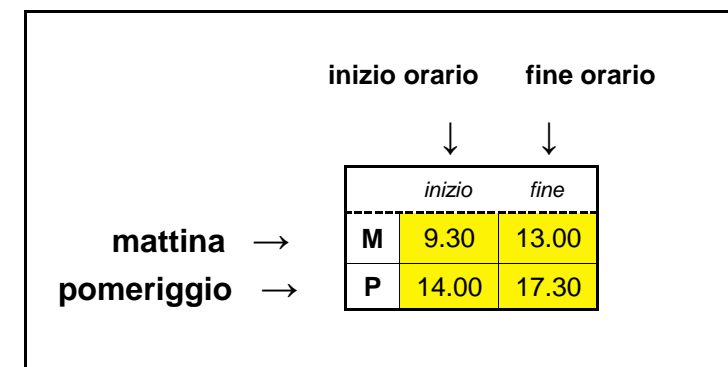 inizio orario fine orario
↓ ↓
inizio fine
mattina → M 9.30 13.00
pomeriggio → P 14.00 17.30